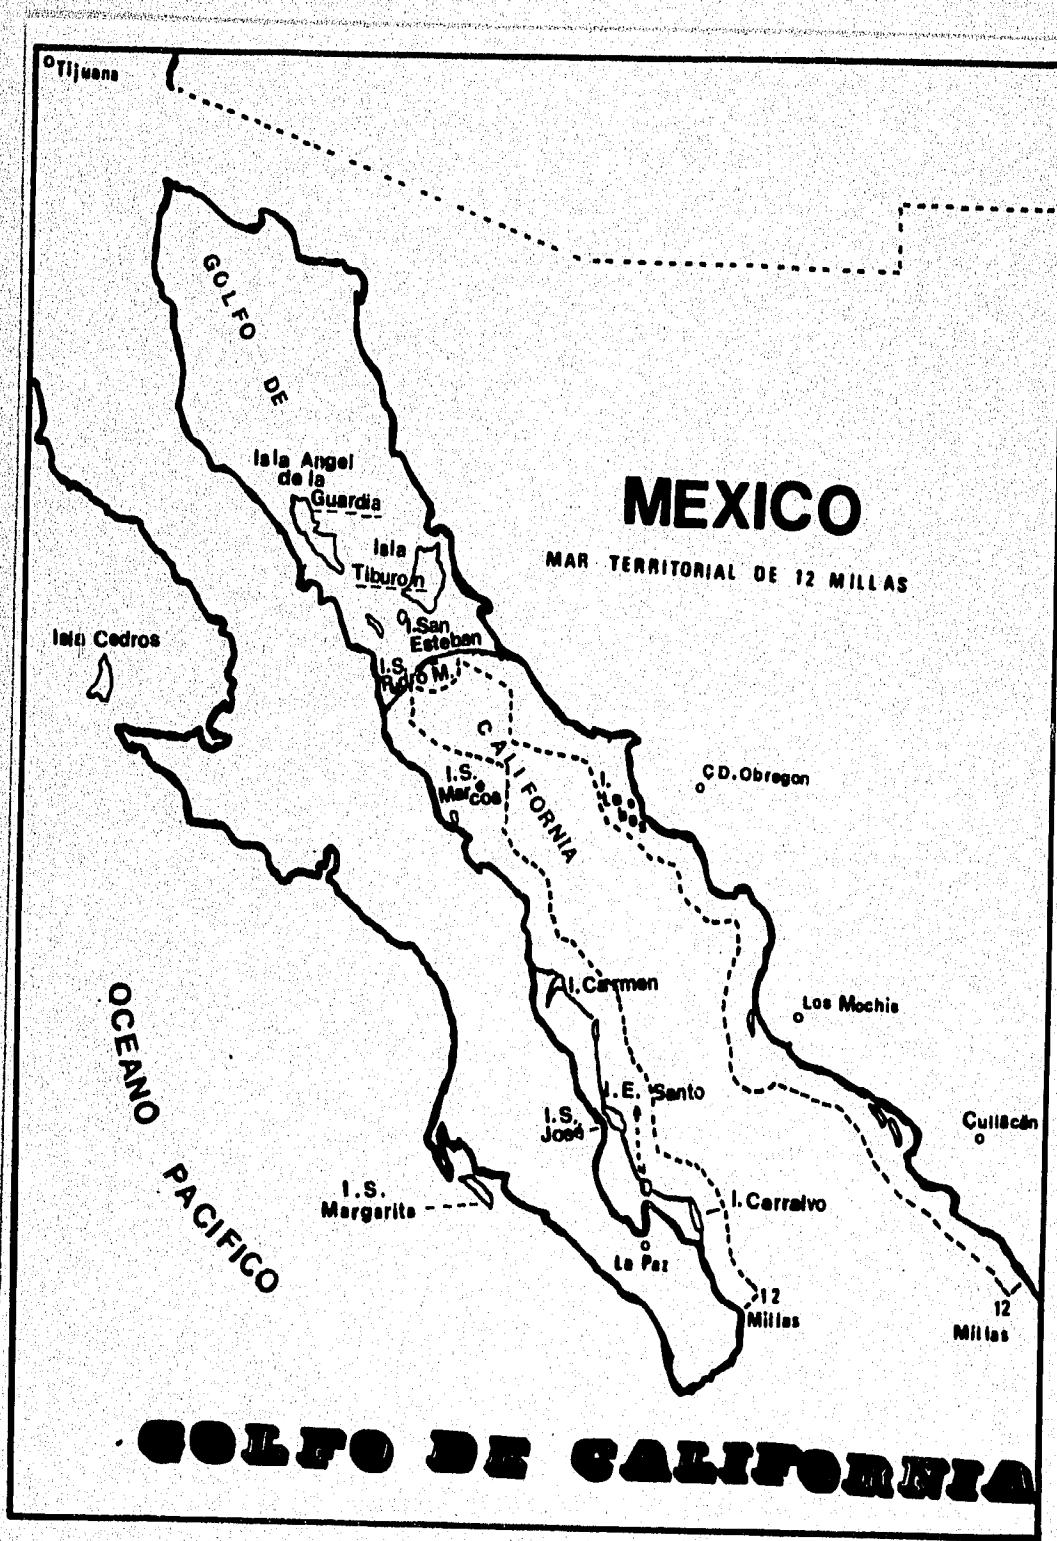 Tijuana
GOLFO DE
Isla Angel
de la
Guardia
MEXICO
Isla
Tiburon
MAR TERRITORIAL DE 12 MILLAS
I.San
Esteban
Isla Cedros
I.S.
Pedro M.
CALIFORNIA
I.S.
Marcos
I.
Lobos
CD.Obregon
I.Carmen
Los Mochis
OCEANO
PACIFICO
I.E. Santo
I.S.
José
Culiacán
I.S.
Margarita
I.Cerralvo
La Paz
12
Millas
12
Millas
GOLFO DE CALIFORNIA